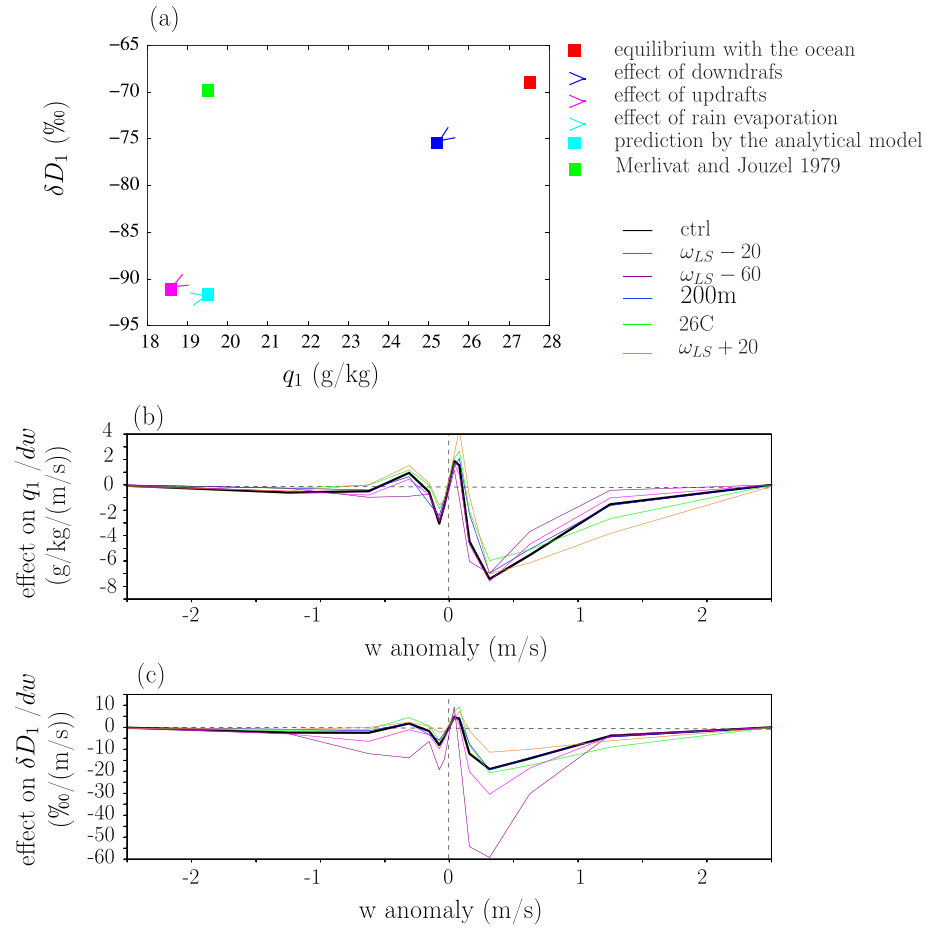 (a)
−65
−70
−75
−80
−85
−90
−95
δD₁ (‰)
18 19 20 21 22 23 24 25 26 27 28
q₁ (g/kg)
equilibrium with the ocean
effect of downdrafs
effect of updrafts
effect of rain evaporation
prediction by the analytical model
Merlivat and Jouzel 1979
ctrl
ω_LS − 20
ω_LS − 60
200m
26C
ω_LS + 20
(b)
4
2
0
-2
-4
-6
-8
effect on q₁ /dw
(g/kg/(m/s))
-2 -1 0 1 2
w anomaly (m/s)
(c)
10
0
-10
-20
-30
-40
-50
-60
effect on δD₁ /dw
(‰/(m/s))
-2 -1 0 1 2
w anomaly (m/s)